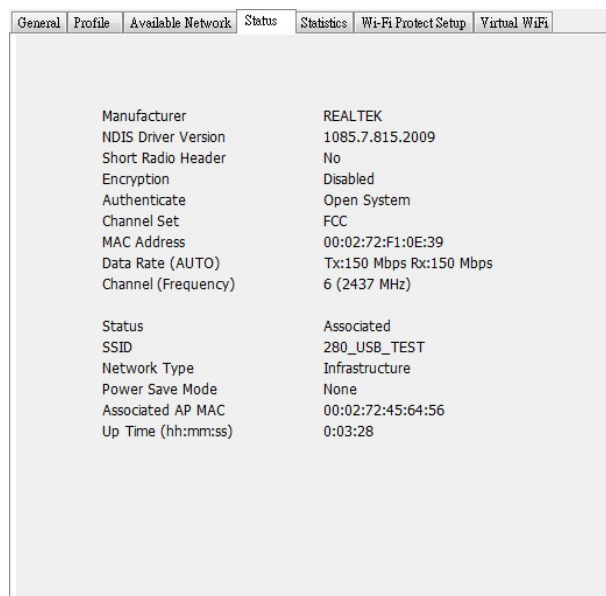 General Profile Available Network Status Statistics Wi-Fi Protect Setup Virtual WiFi
Manufacturer REALTEK
NDIS Driver Version 1085.7.815.2009
Short Radio Header No
Encryption Disabled
Authenticate Open System
Channel Set FCC
MAC Address 00:02:72:F1:0E:39
Data Rate (AUTO) Tx:150 Mbps Rx:150 Mbps
Channel (Frequency) 6 (2437 MHz)
Status Associated
SSID 280_USB_TEST
Network Type Infrastructure
Power Save Mode None
Associated AP MAC 00:02:72:45:64:56
Up Time (hh:mm:ss) 0:03:28